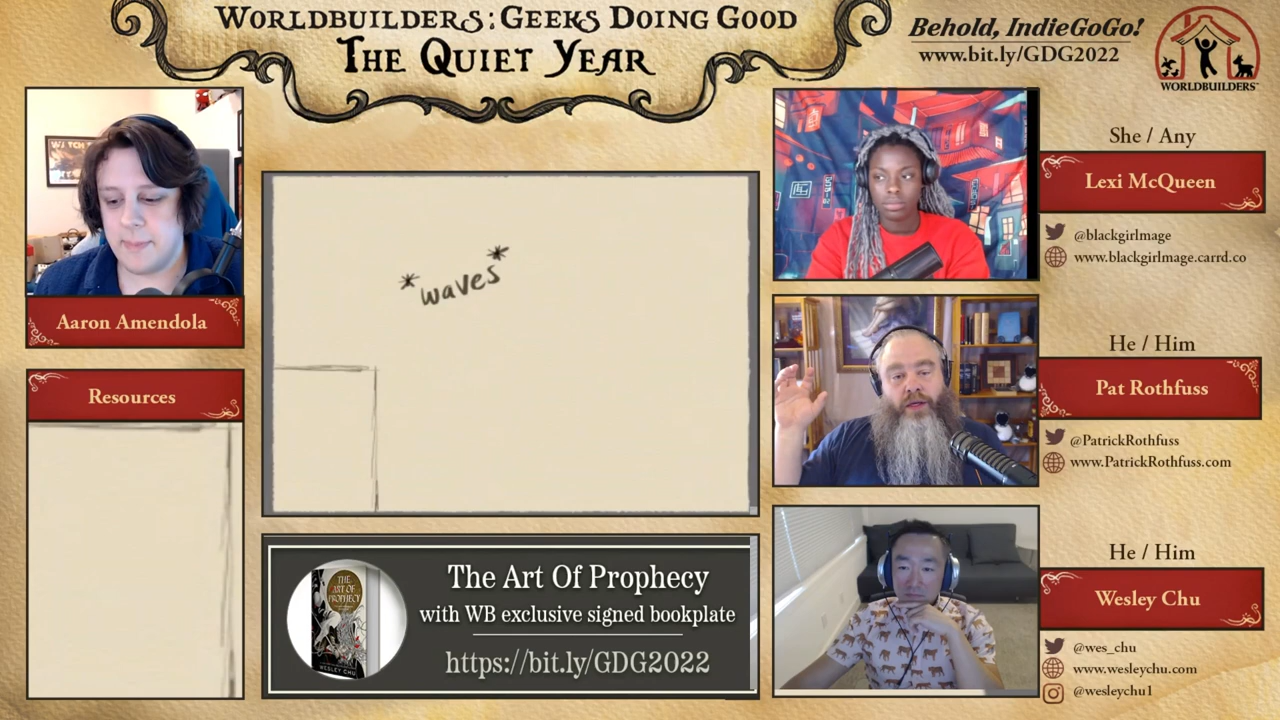 WORLDBUILDERS: GEEKS DOING GOOD
THE QUIET YEAR
Behold, IndieGoGo!
www.bit.ly/GDG2022
WORLDBUILDERS
Aaron Amendola
Resources
*waves*
The Art Of Prophecy
with WB exclusive signed bookplate
https://bit.ly/GDG2022
THE
ART OF
PROPHECY
WESLEY CHU
She / Any
Lexi McQueen
@blackgirlmage
www.blackgirlmage.carrd.co
He / Him
Pat Rothfuss
@PatrickRothfuss
www.PatrickRothfuss.com
He / Him
Wesley Chu
@wes_chu
www.wesleychu.com
@wesleychu1